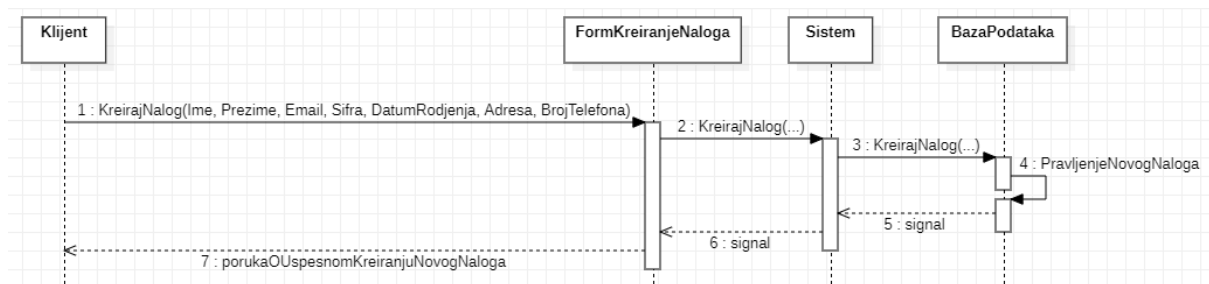 Klijent
FormKreiranjeNaloga
Sistem
BazaPodataka
1 : KreirajNalog(Ime, Prezime, Email, Sifra, DatumRodjenja, Adresa, BrojTelefona)
2 : KreirajNalog(...)
3 : KreirajNalog(...)
4 : PravljenjeNovogNaloga
5 : signal
6 : signal
7 : porukaOUspesnomKreiranjuNovogNaloga